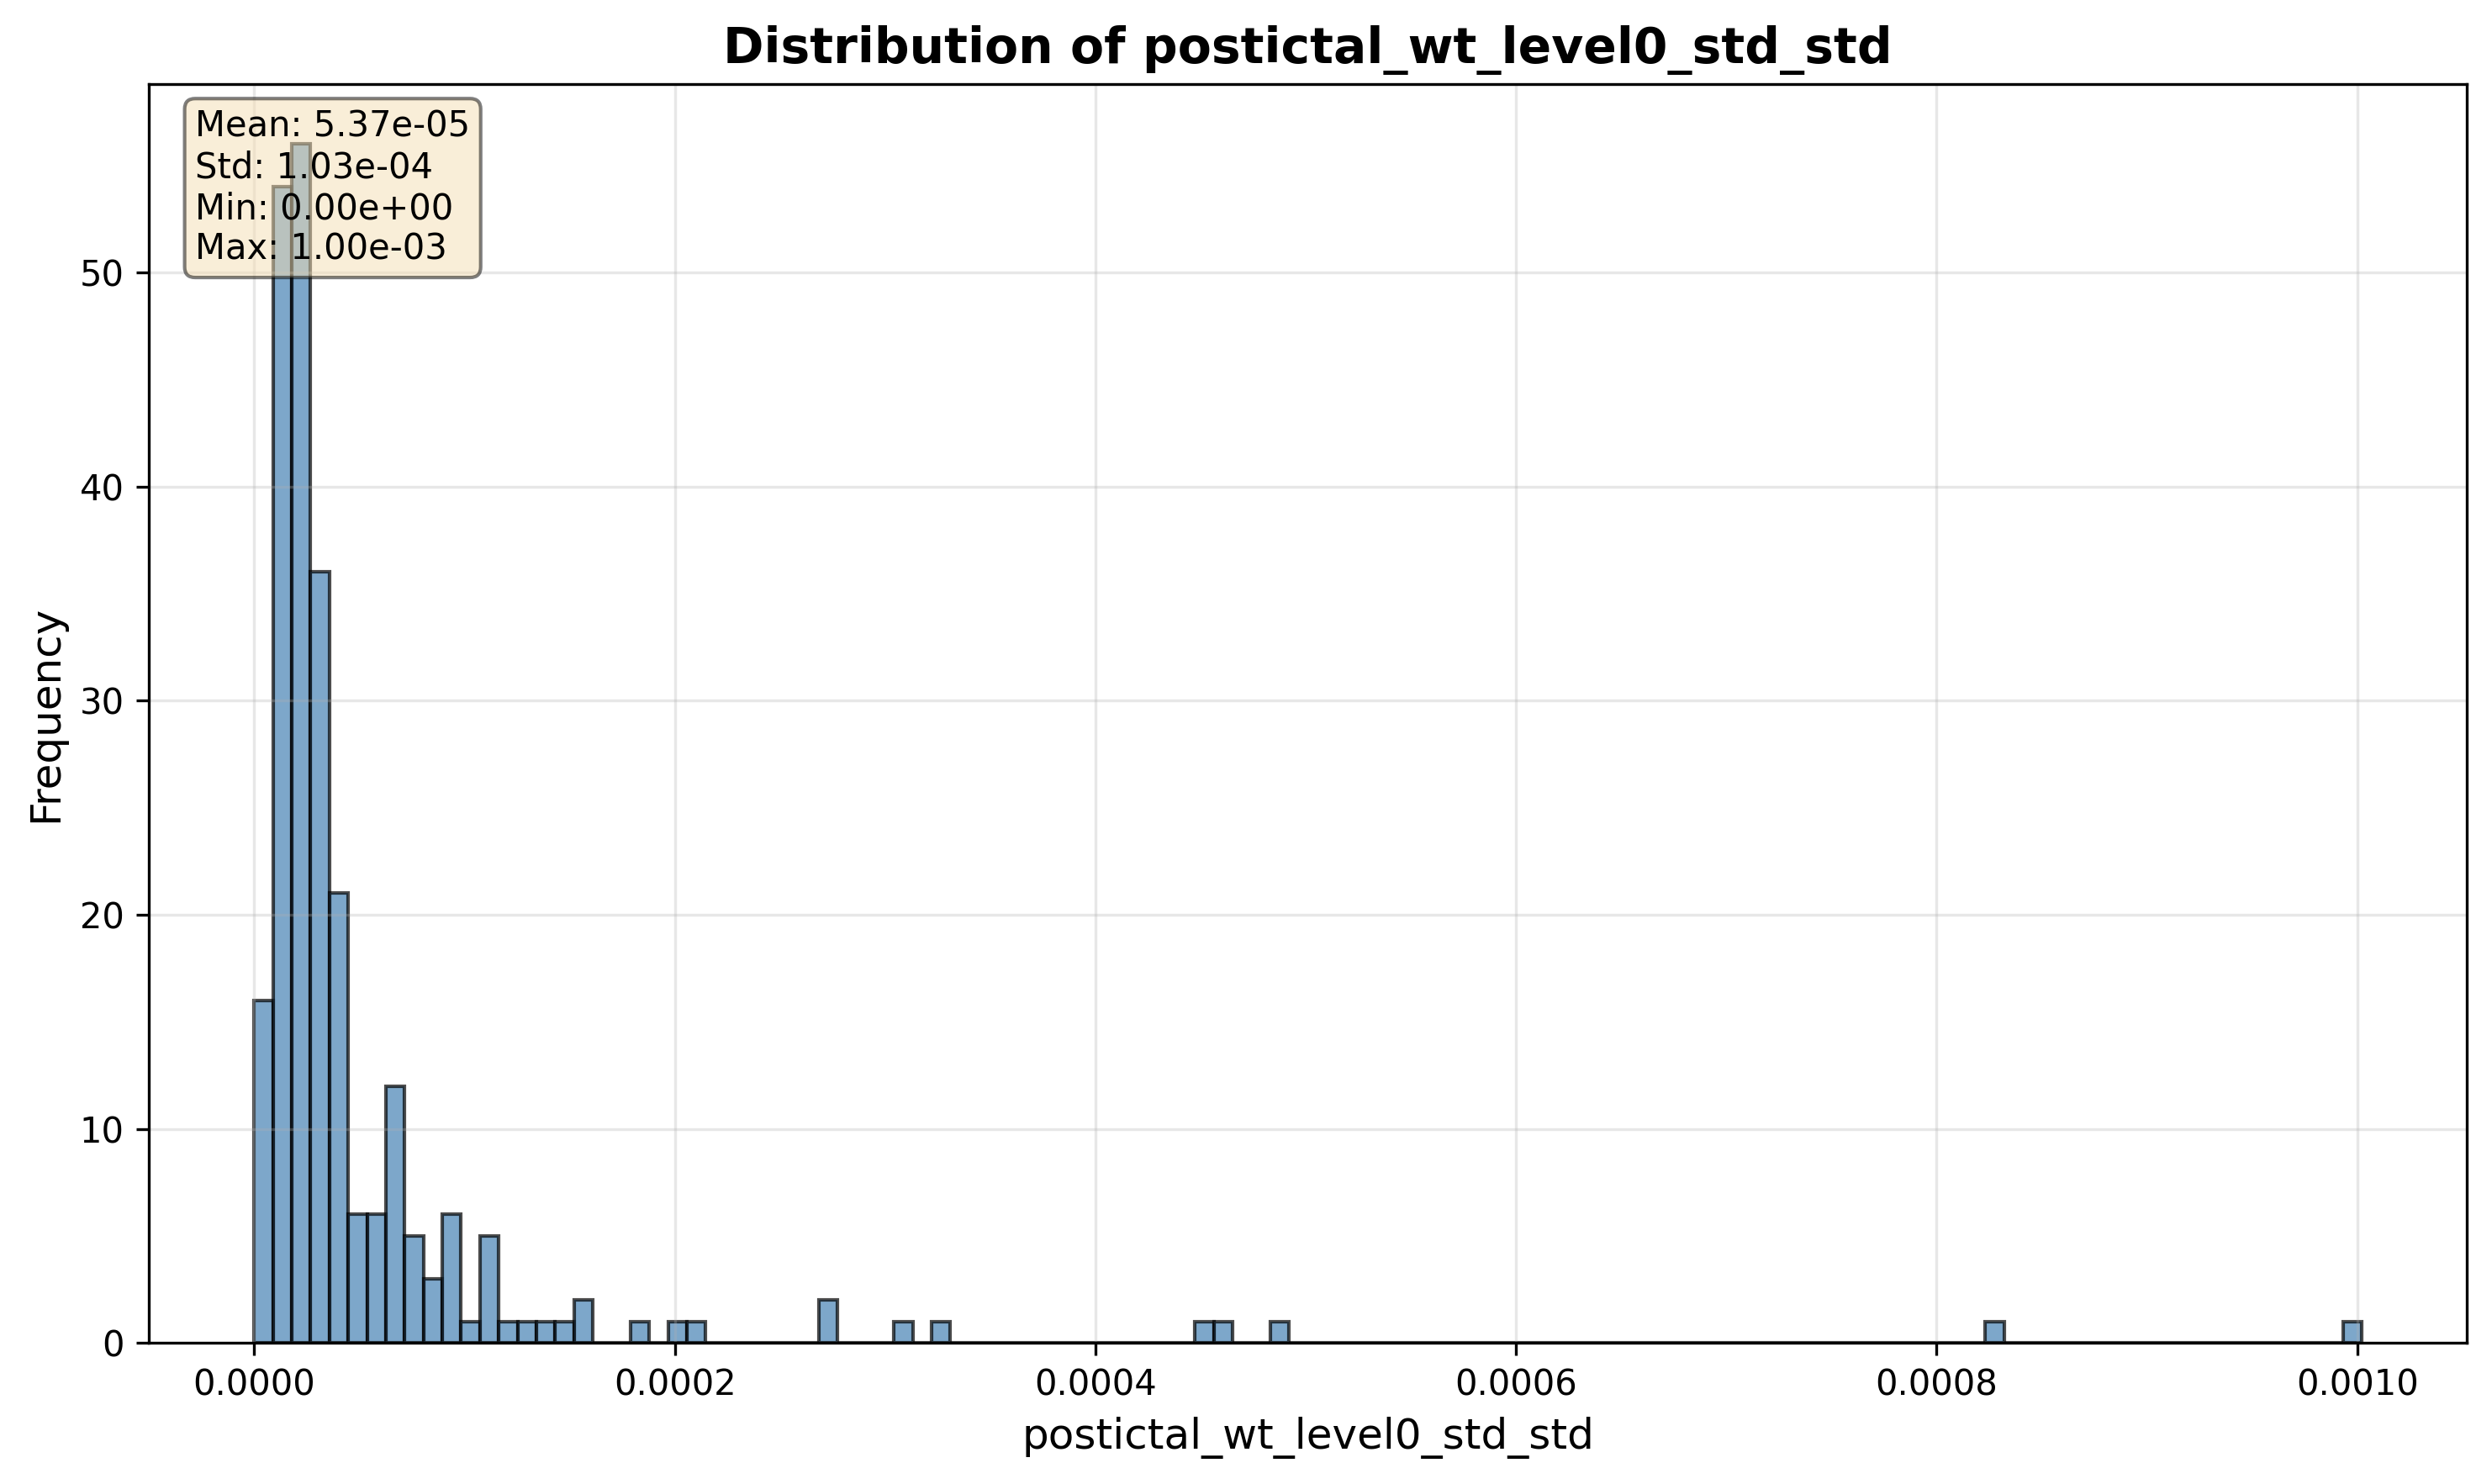 Distribution of postictal_wt_level0_std_std
Mean: 5.37e-05
Std: 1.03e-04
Min: 0.00e+00
Max: 1.00e-03
Frequency
50
40
30
20
10
0
0.0000 0.0002 0.0004 0.0006 0.0008 0.0010
postictal_wt_level0_std_std